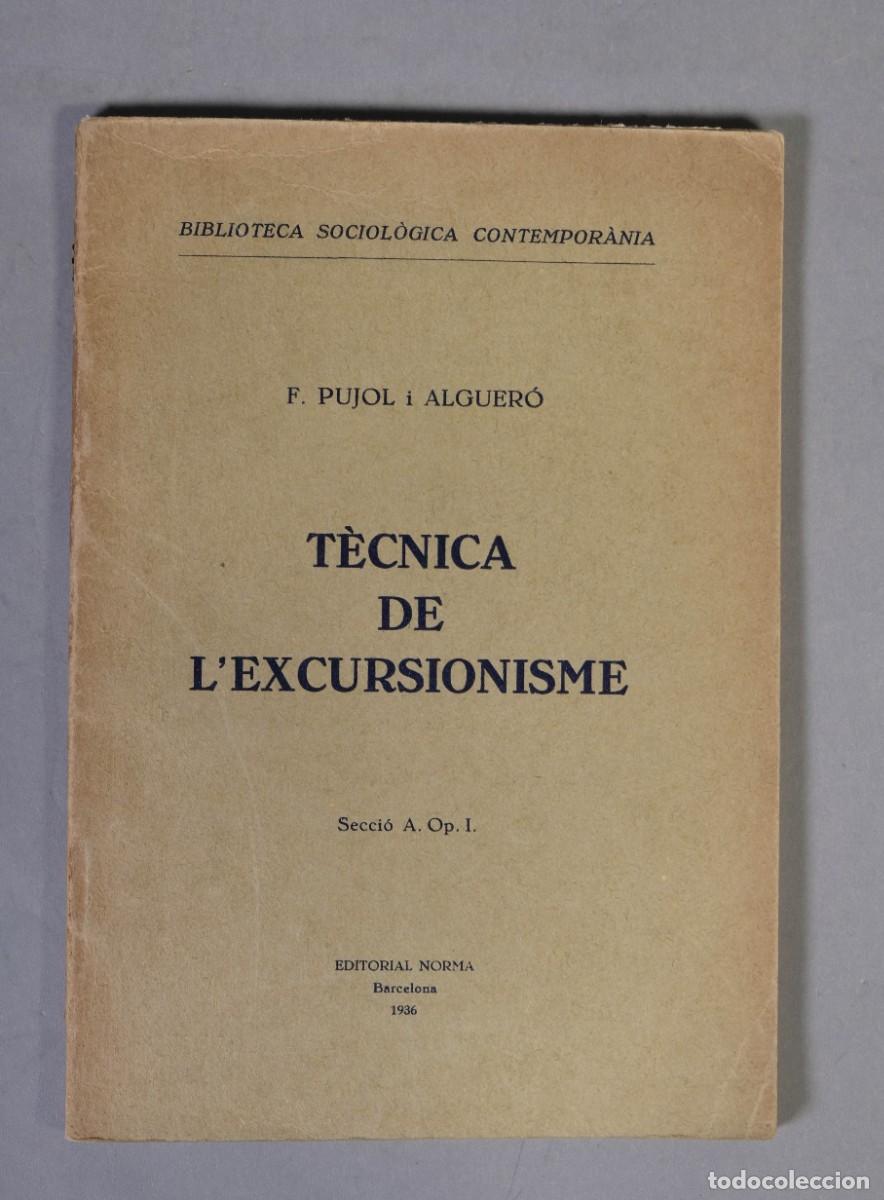 BIBLIOTECA SOCIOLÒGICA CONTEMPORÀNIA
F. PUJOL i ALGUERÓ
TÈCNICA
DE
L'EXCURSIONISME
Secció A. Op. I.
EDITORIAL NORMA
Barcelona
1936
todocoleccion